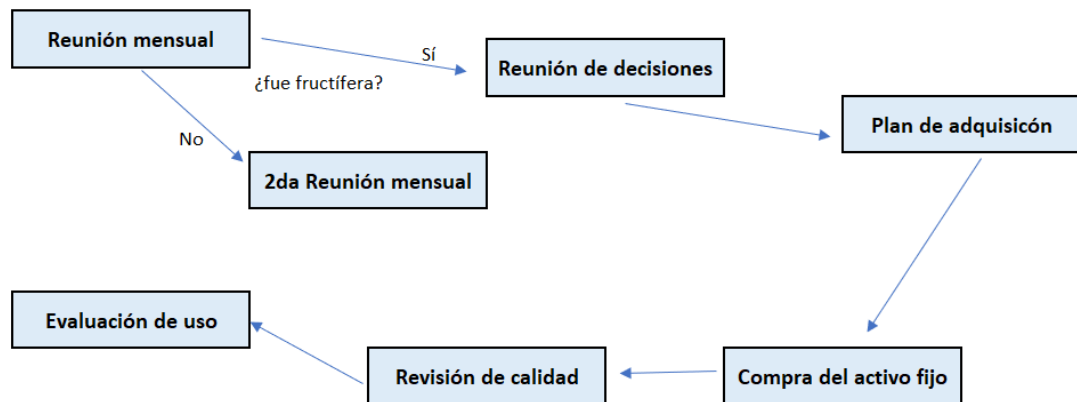 Reunión mensual
Sí
¿fue fructífera?
Reunión de decisiones
Plan de adquisicón
No
2da Reunión mensual
Evaluación de uso
Revisión de calidad
Compra del activo fijo